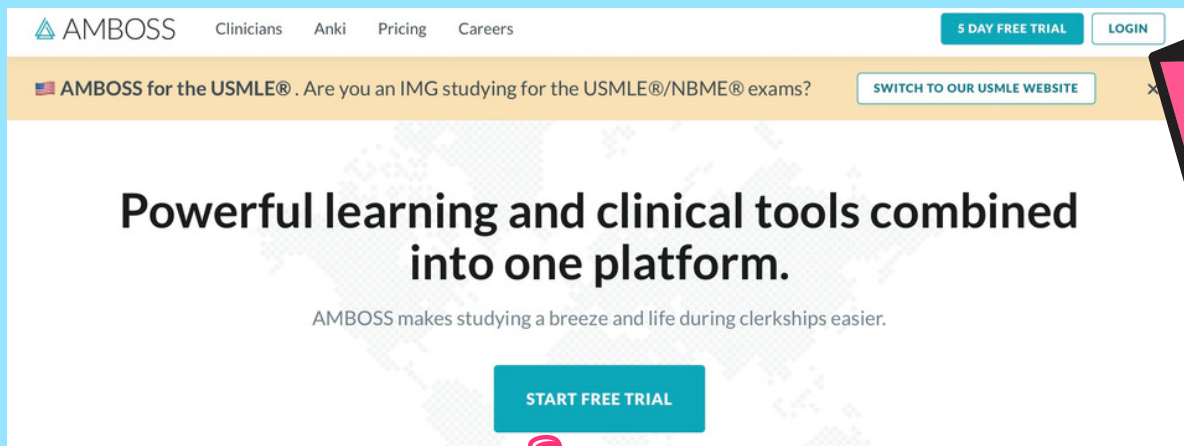 AMBOSS Clinicians Anki Pricing Careers 5 DAY FREE TRIAL LOGIN
AMBOSS for the USMLE® . Are you an IMG studying for the USMLE®/NBME® exams? SWITCH TO OUR USMLE WEBSITE ×
Powerful learning and clinical tools combined
into one platform.
AMBOSS makes studying a breeze and life during clerkships easier.
START FREE TRIAL